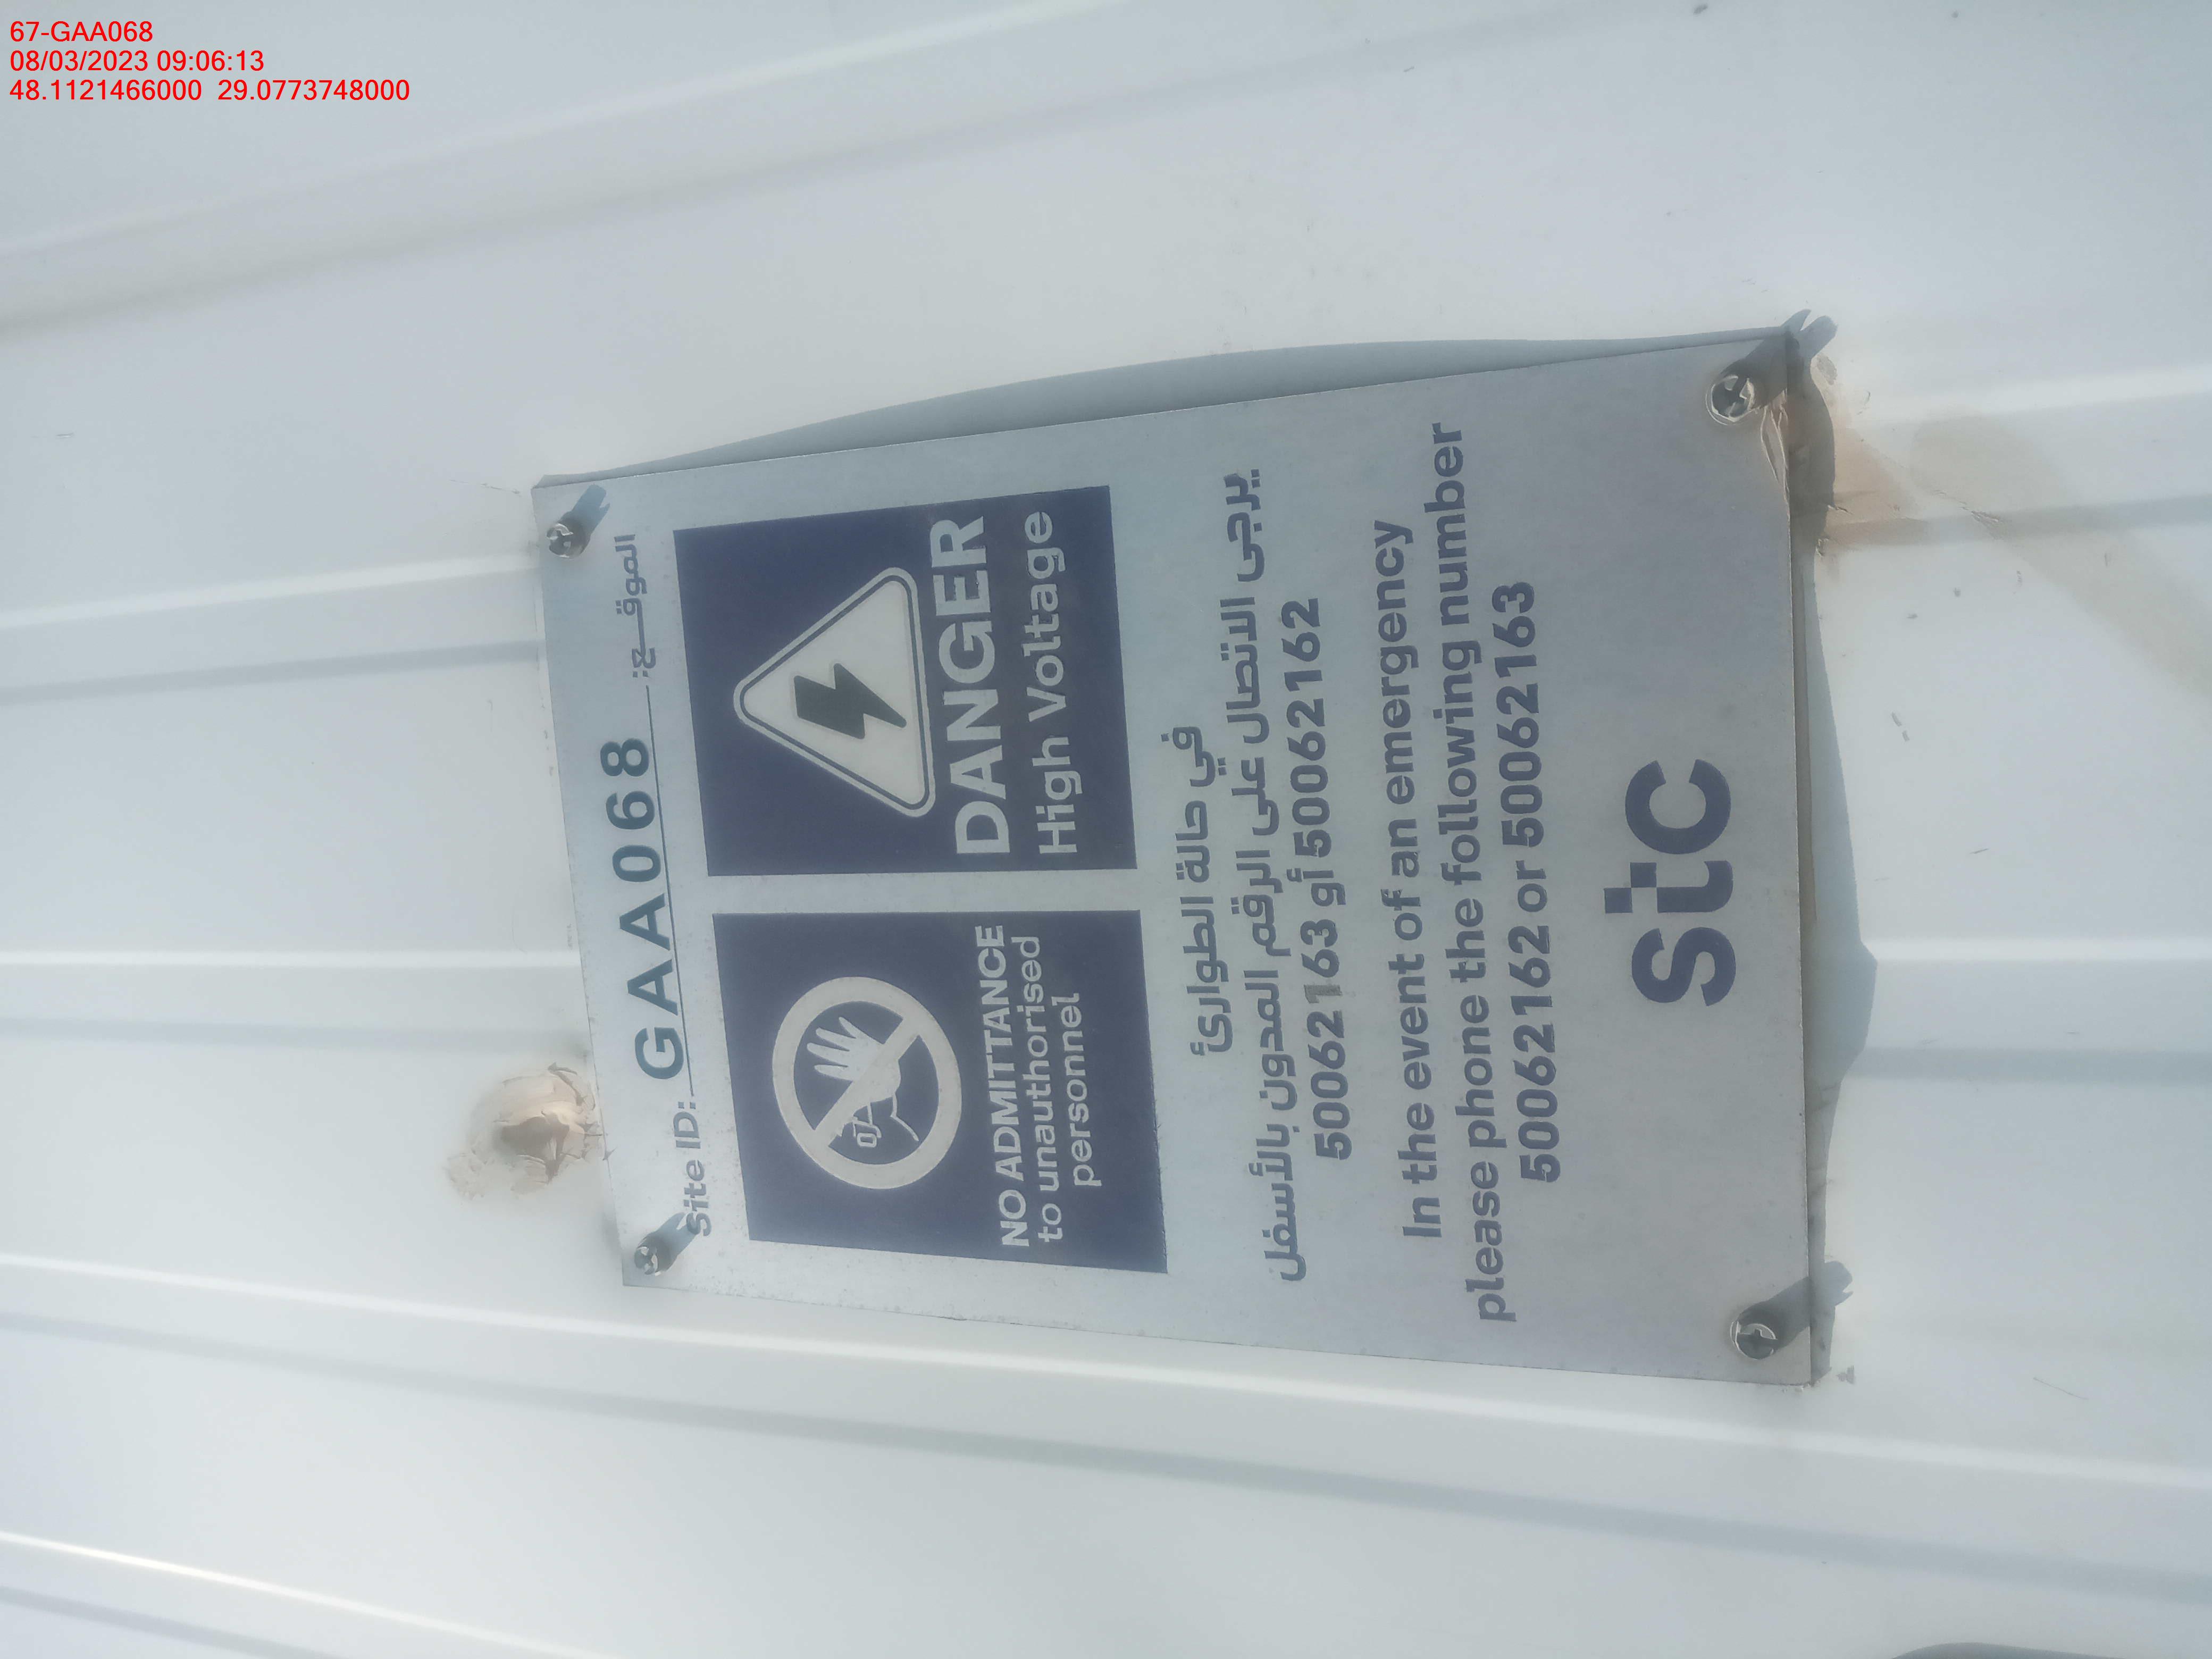 67-GAA068
08/03/2023 09:06:13
48.1121466000 29.0773748000
Site ID: GAA068 الموقـــع:
NO ADMITTANCE
to unauthorised
personnel
DANGER
High Voltage
في حالة الطوارئ
يرجى الاتصال على الرقم المدون بالأسفل
50062163 أو 50062162
In the event of an emergency
please phone the following number
50062162 or 50062163
stc